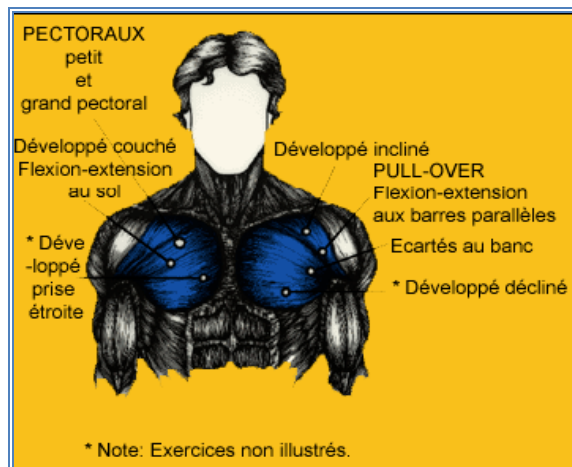 PECTORAUX
petit
et
grand pectoral
Développé couché
Flexion-extension
au sol
* Déve
-loppé
prise
étroite
Développé incliné
PULL-OVER
Flexion-extension
aux barres parallèles
Ecartés au banc
* Développé décliné
* Note: Exercices non illustrés.